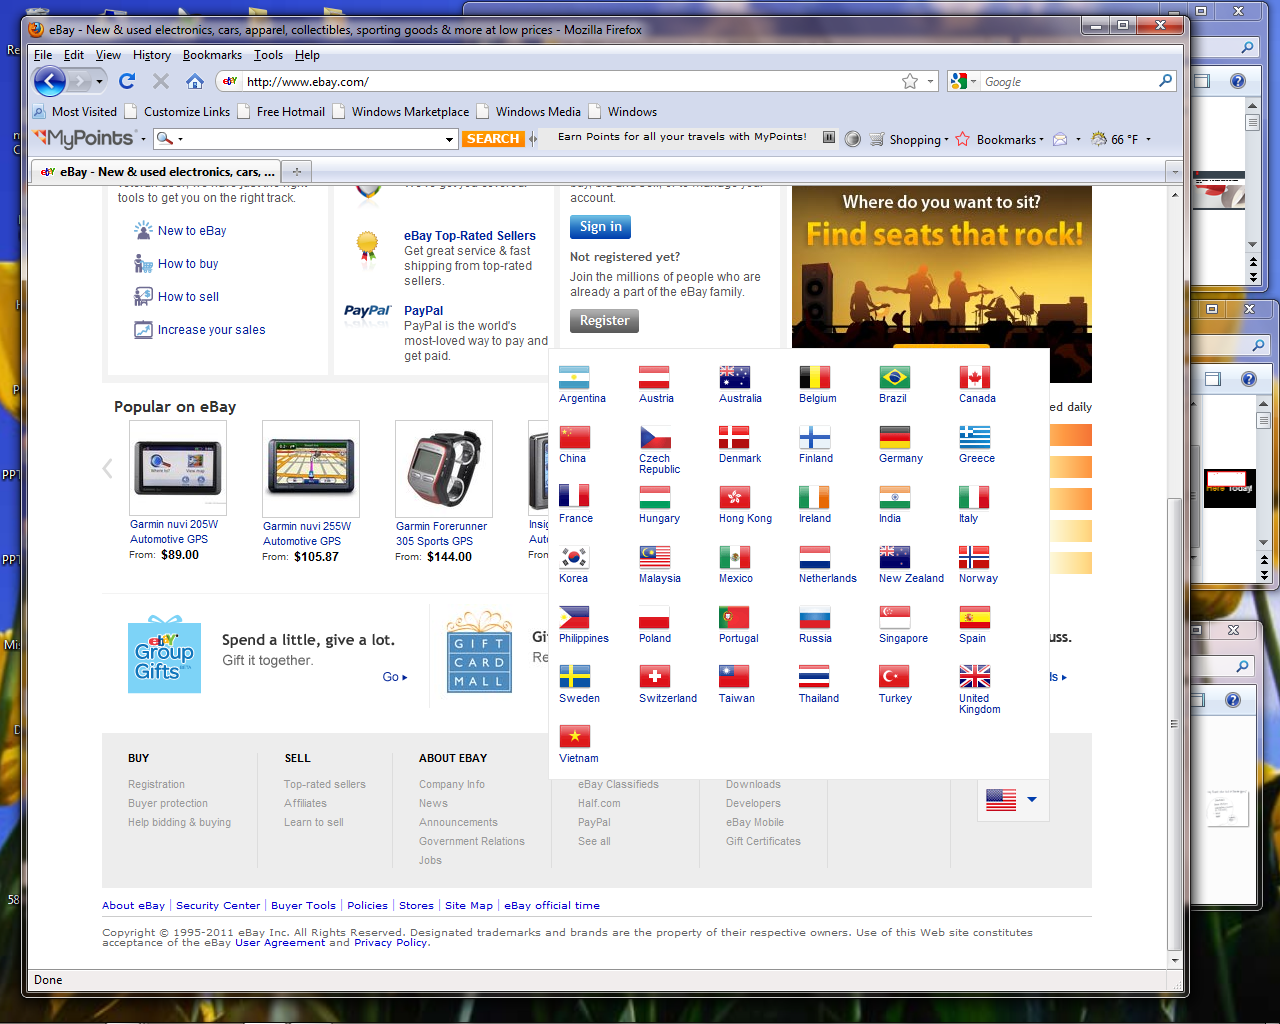 eBay - New & used electronics, cars, apparel, collectibles, sporting goods & more at low prices - Mozilla Firefox
File Edit View History Bookmarks Tools Help
http://www.ebay.com/
Google
Most Visited Customize Links Free Hotmail Windows Marketplace Windows Media Windows
MyPoints SEARCH Earn Points for all your travels with MyPoints! Shopping Bookmarks 66 °F
eBay - New & used electronics, cars, ...
tools to get you on the right track.
New to eBay
How to buy
How to sell
Increase your sales
eBay Top-Rated Sellers
Get great service & fast
shipping from top-rated
sellers.
PayPal
PayPal
PayPal is the world's
most-loved way to pay and
get paid.
account.
Sign in
Not registered yet?
Join the millions of people who are
already a part of the eBay family.
Register
Where do you want to sit?
Find seats that rock!
ed daily
Popular on eBay
Garmin nuvi 205W
Automotive GPS
From: $89.00
Garmin nuvi 255W
Automotive GPS
From: $105.87
Garmin Forerunner
305 Sports GPS
From: $144.00
Insig
Auto
From:
Argentina Austria Australia Belgium Brazil Canada
China Czech Republic Denmark Finland Germany Greece
France Hungary Hong Kong Ireland India Italy
Korea Malaysia Mexico Netherlands New Zealand Norway
Philippines Poland Portugal Russia Singapore Spain
Sweden Switzerland Taiwan Thailand Turkey United Kingdom
Vietnam
ebY
Group
Gifts BETA
Spend a little, give a lot.
Gift it together.
Go
GIFT
CARD
MALL
Gi
Re
uss.
ls
BUY
Registration
Buyer protection
Help bidding & buying
SELL
Top-rated sellers
Affiliates
Learn to sell
ABOUT EBAY
Company Info
News
Announcements
Government Relations
Jobs
eBay Classifieds
Half.com
PayPal
See all
Downloads
Developers
eBay Mobile
Gift Certificates
About eBay | Security Center | Buyer Tools | Policies | Stores | Site Map | eBay official time
Copyright © 1995-2011 eBay Inc. All Rights Reserved. Designated trademarks and brands are the property of their respective owners. Use of this Web site constitutes
acceptance of the eBay User Agreement and Privacy Policy.
Done